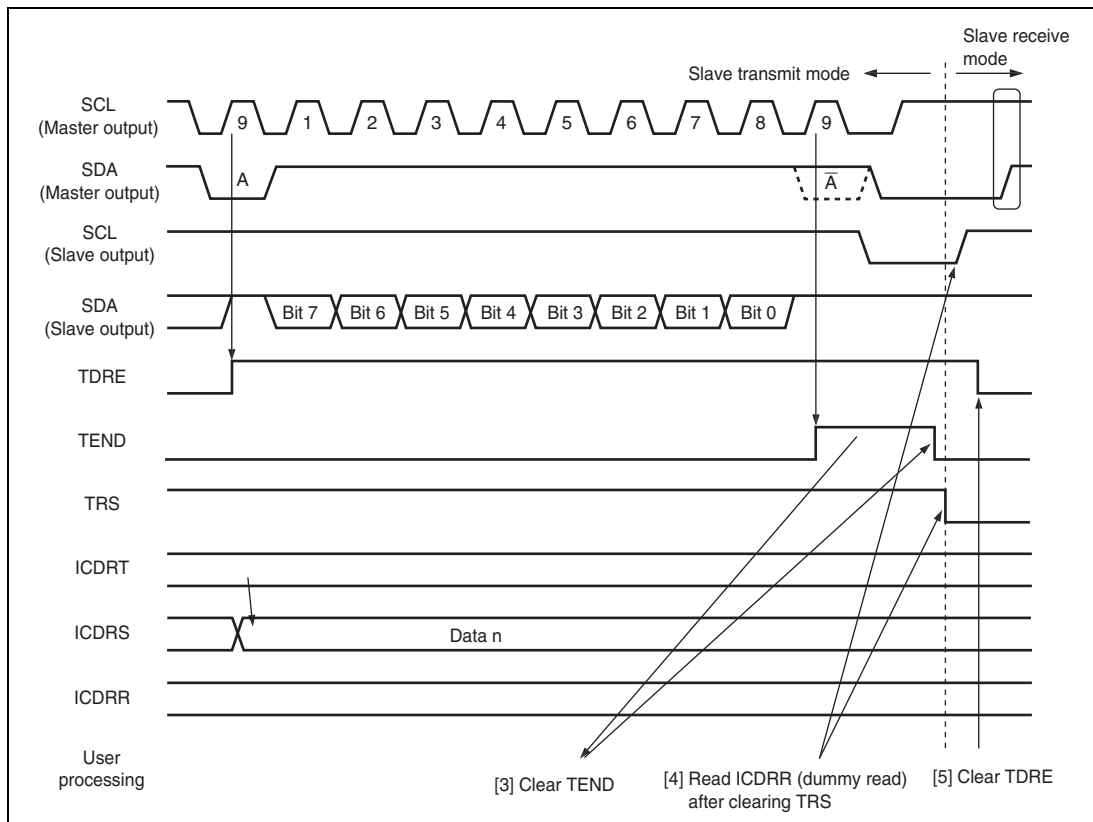 Slave receive
mode
Slave transmit mode
SCL
(Master output)
9 1 2 3 4 5 6 7 8 9
SDA
(Master output)
A A̅
SCL
(Slave output)
SDA
(Slave output)
Bit 7 Bit 6 Bit 5 Bit 4 Bit 3 Bit 2 Bit 1 Bit 0
TDRE
TEND
TRS
ICDRT
ICDRS
Data n
ICDRR
User
processing
[3] Clear TEND
[4] Read ICDRR (dummy read)
after clearing TRS
[5] Clear TDRE